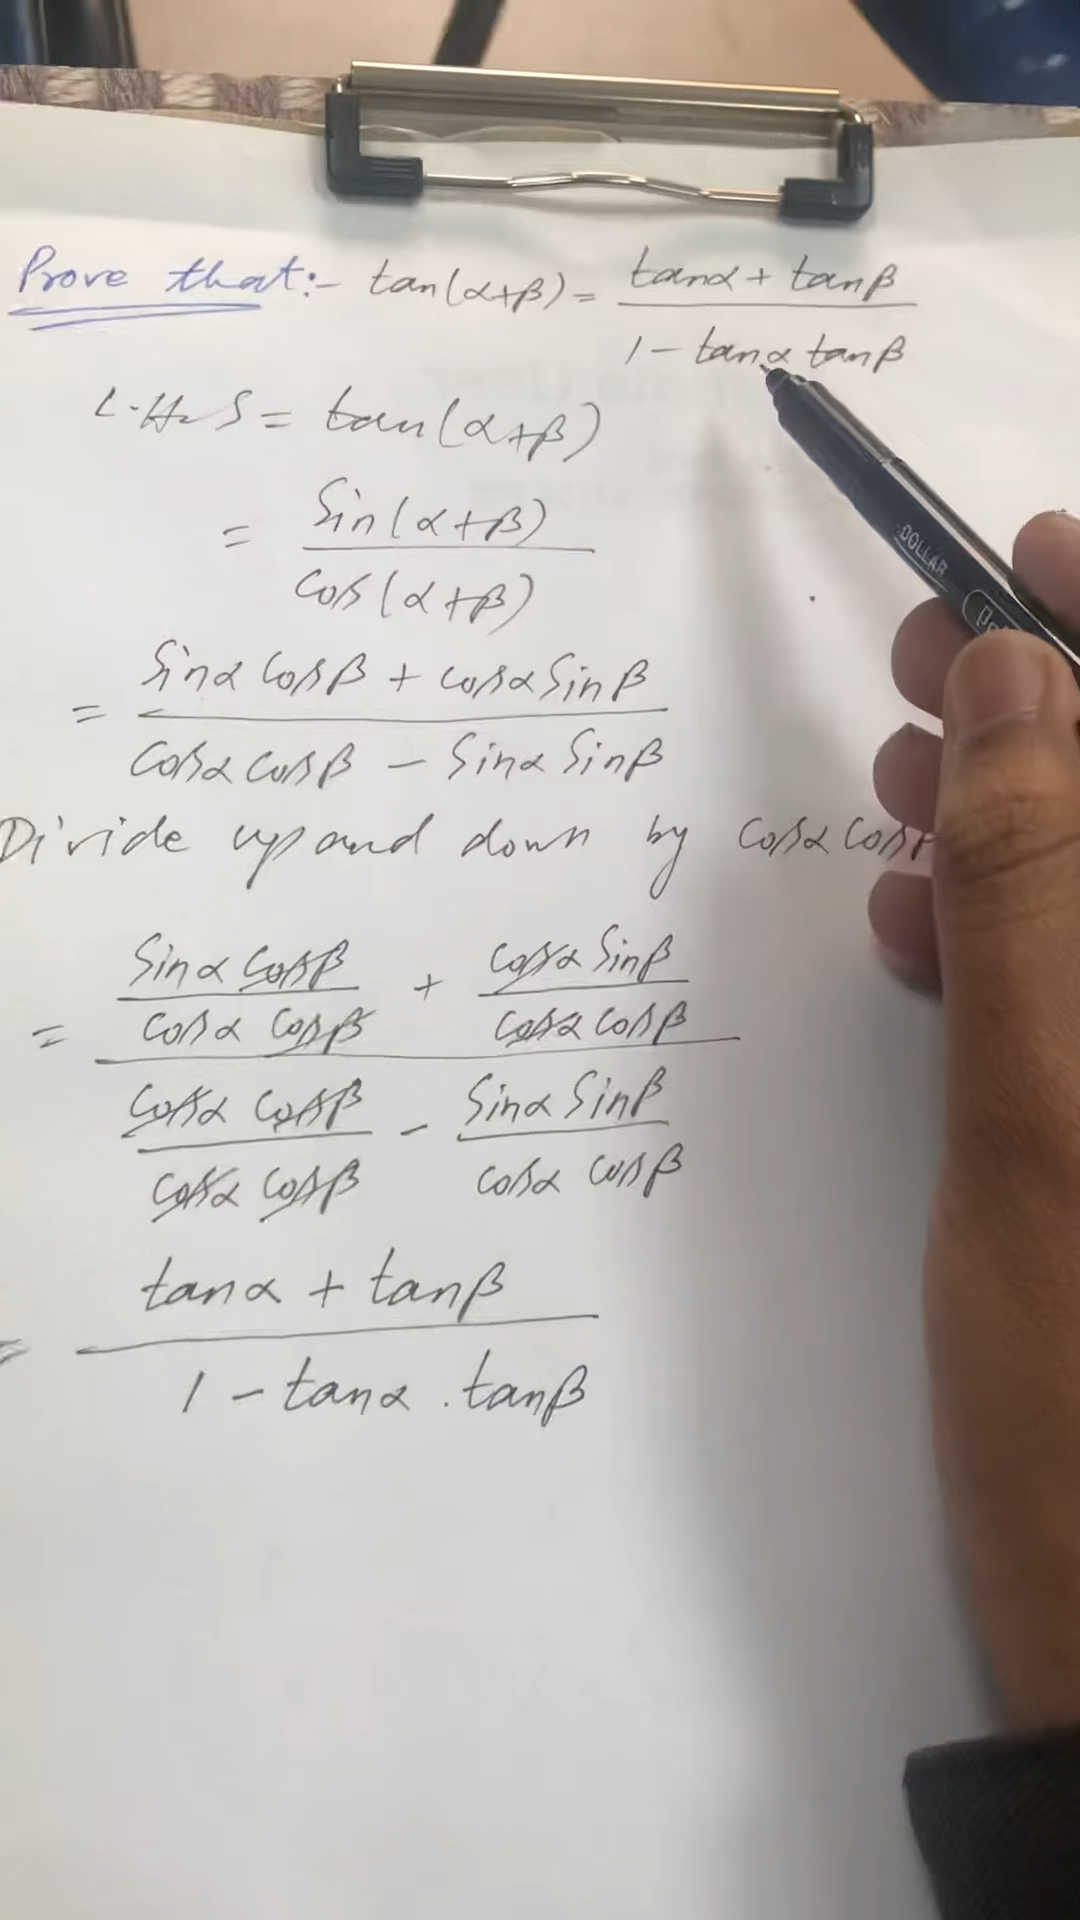 Prove that:- tan(α+β) = (tanα + tanβ) / (1 - tanα tanβ)
L.H.S = tan(α+β)
= Sin(α+β) / Cos(α+β)
= (Sinα Cosβ + Cosα Sinβ) / (Cosα Cosβ - Sinα Sinβ)
Divide up and down by Cosα Cosβ
= (Sinα Cosβ / Cosα Cosβ + Cosα Sinβ / Cosα Cosβ) / (Cosα Cosβ / Cosα Cosβ - Sinα Sinβ / Cosα Cosβ)
= (tanα + tanβ) / (1 - tanα . tanβ)
DOLLAR